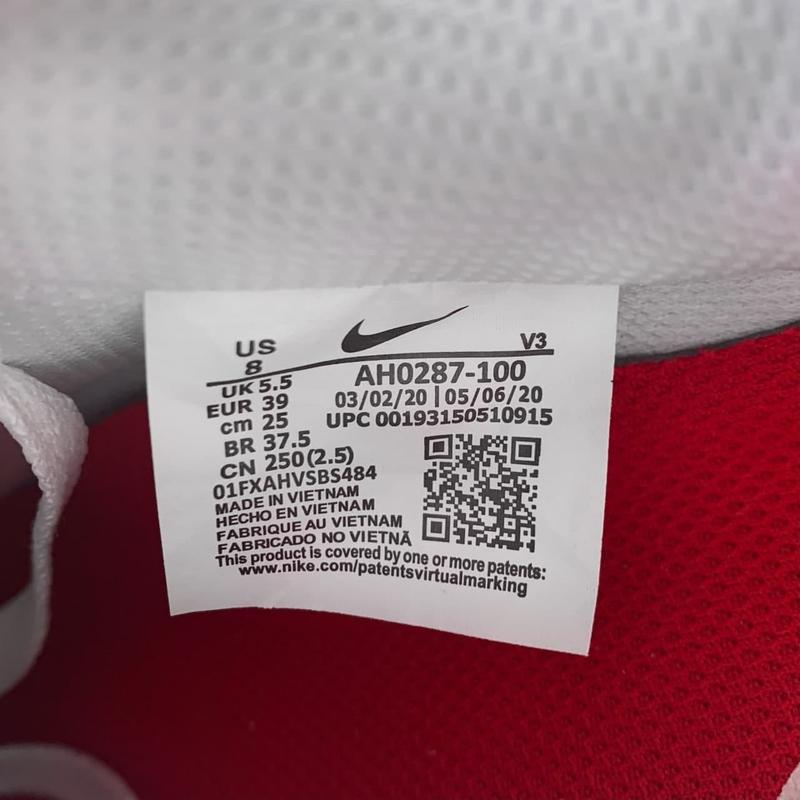 US
8
V3
UK 5.5
AH0287-100
EUR 39
03/02/20 | 05/06/20
cm 25
UPC 00193150510915
BR 37.5
CN 250(2.5)
01FXAHVSBS484
MADE IN VIETNAM
HECHO EN VIETNAM
FABRIQUE AU VIETNAM
FABRICADO NO VIETNÃ
This product is covered by one or more patents:
www.nike.com/patentsvirtualmarking